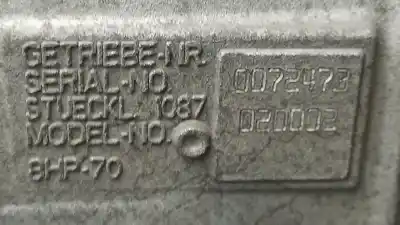 GETRIEBE-NR.
SERIAL-NO. 0072473
STUECKL. 1087
MODEL-NO. 020002
8HP-70